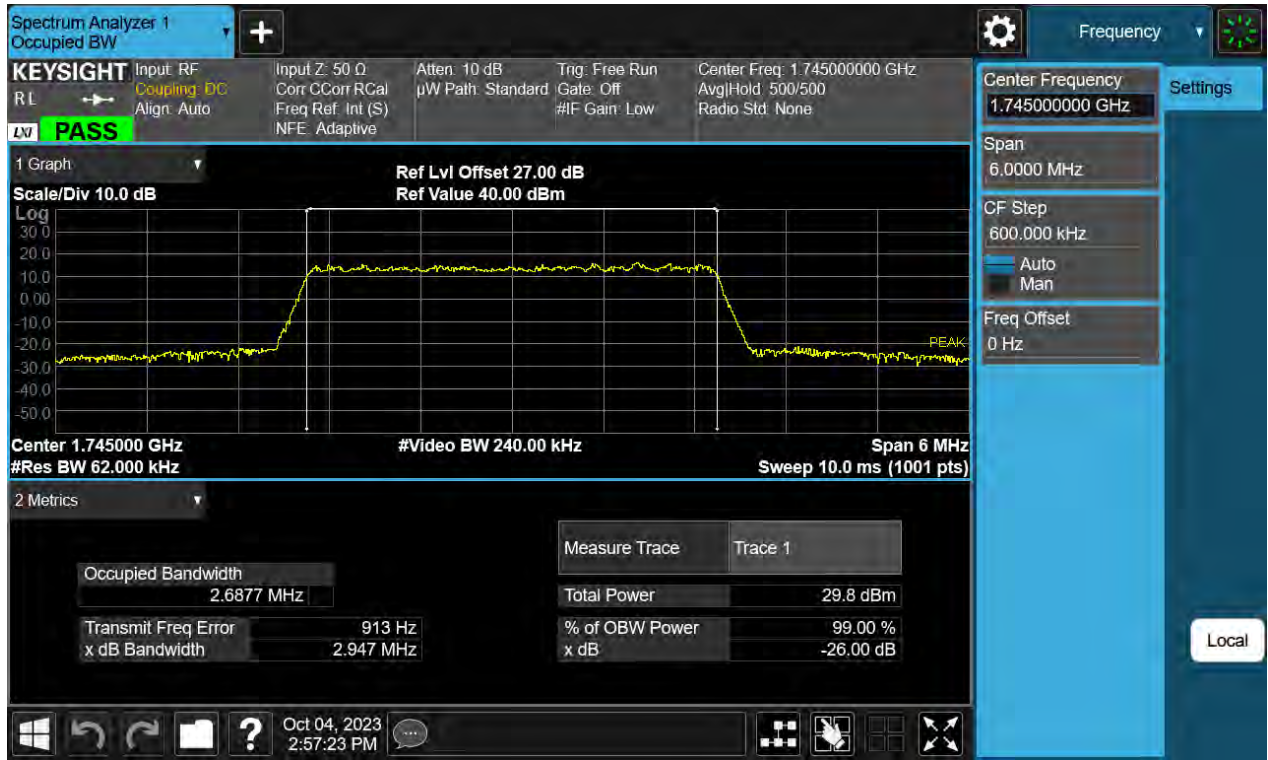 Spectrum Analyzer 1
Occupied BW
+
Frequency
KEYSIGHT
RL
LXI
PASS
Input: RF
Coupling: DC
Align: Auto
Input Z: 50 Ω
Corr CCorr RCal
Freq Ref: Int (S)
NFE: Adaptive
Atten: 10 dB
µW Path: Standard
Trig: Free Run
Gate: Off
#IF Gain: Low
Center Freq: 1.745000000 GHz
Avg|Hold: 500/500
Radio Std: None
Center Frequency
1.745000000 GHz
Settings
Span
6.0000 MHz
CF Step
600.000 kHz
Auto
Man
Freq Offset
0 Hz
Local
1 Graph
Scale/Div 10.0 dB
Ref Lvl Offset 27.00 dB
Ref Value 40.00 dBm
Log
30.0
20.0
10.0
0.00
-10.0
-20.0
-30.0
-40.0
-50.0
PEAK
Center 1.745000 GHz
#Res BW 62.000 kHz
#Video BW 240.00 kHz
Span 6 MHz
Sweep 10.0 ms (1001 pts)
2 Metrics
Measure Trace Trace 1
Occupied Bandwidth
2.6877 MHz
Total Power 29.8 dBm
Transmit Freq Error 913 Hz
% of OBW Power 99.00 %
x dB Bandwidth 2.947 MHz
x dB -26.00 dB
?
Oct 04, 2023
2:57:23 PM